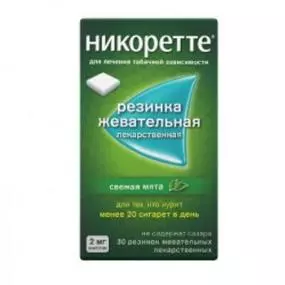 НИКОРЕТТЕ®
для лечения табачной зависимости
резинка
жевательная
лекарственная
свежая мята
для тех, кто курит
менее 20 сигарет в день
2 мг
не содержит сахара
30 резинок жевательных
лекарственных